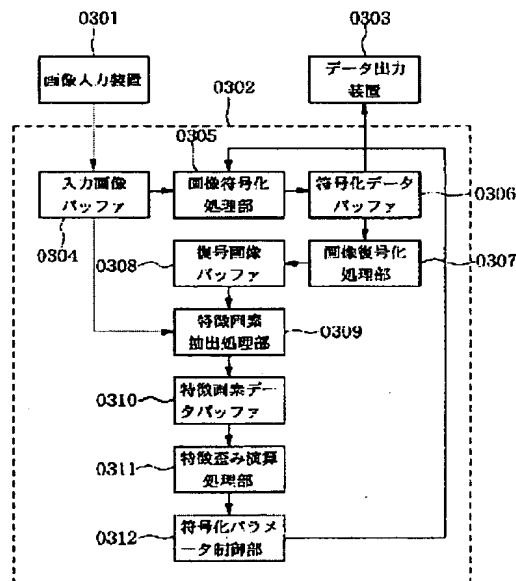 0301
0303
画像入力装置
データ出力
装置
0302
0305
入力画像
バッファ
画像符号化
処理部
符号化データ
バッファ
0306
0304
0308
復号画像
バッファ
画像復号化
処理部
0307
特徴画素
抽出処理部
0309
0310
特徴画素デー
タバッファ
0311
特徴歪み演算
処理部
0312
符号化パラメ
ータ制御部